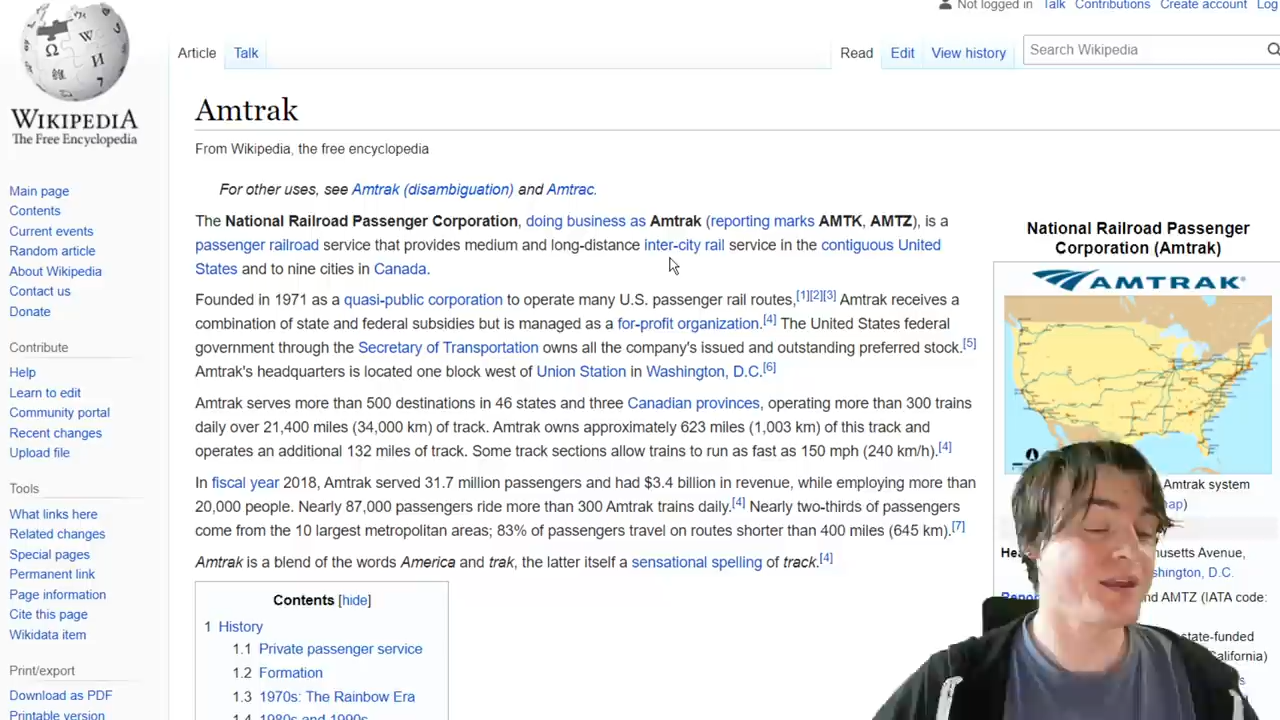 Not logged in Talk Contributions Create account Log
WIKIPEDIA
The Free Encyclopedia
Article Talk
Read Edit View history
Search Wikipedia
Main page
Contents
Current events
Random article
About Wikipedia
Contact us
Donate
Contribute
Help
Learn to edit
Community portal
Recent changes
Upload file
Tools
What links here
Related changes
Special pages
Permanent link
Page information
Cite this page
Wikidata item
Print/export
Download as PDF
Printable version
Amtrak
From Wikipedia, the free encyclopedia
For other uses, see Amtrak (disambiguation) and Amtrac.
The National Railroad Passenger Corporation, doing business as Amtrak (reporting marks AMTK, AMTZ), is a
passenger railroad service that provides medium and long-distance inter-city rail service in the contiguous United
States and to nine cities in Canada.
Founded in 1971 as a quasi-public corporation to operate many U.S. passenger rail routes,[1][2][3] Amtrak receives a
combination of state and federal subsidies but is managed as a for-profit organization.[4] The United States federal
government through the Secretary of Transportation owns all the company's issued and outstanding preferred stock.[5]
Amtrak's headquarters is located one block west of Union Station in Washington, D.C.[6]
Amtrak serves more than 500 destinations in 46 states and three Canadian provinces, operating more than 300 trains
daily over 21,400 miles (34,000 km) of track. Amtrak owns approximately 623 miles (1,003 km) of this track and
operates an additional 132 miles of track. Some track sections allow trains to run as fast as 150 mph (240 km/h).[4]
In fiscal year 2018, Amtrak served 31.7 million passengers and had $3.4 billion in revenue, while employing more than
20,000 people. Nearly 87,000 passengers ride more than 300 Amtrak trains daily.[4] Nearly two-thirds of passengers
come from the 10 largest metropolitan areas; 83% of passengers travel on routes shorter than 400 miles (645 km).[7]
Amtrak is a blend of the words America and trak, the latter itself a sensational spelling of track.[4]
Contents [hide]
1 History
1.1 Private passenger service
1.2 Formation
1.3 1970s: The Rainbow Era
1.4 1980s and 1990s
National Railroad Passenger
Corporation (Amtrak)
AMTRAK
Amtrak system
Avenue,
D.C.
and AMTZ (IATA code:
state-funded